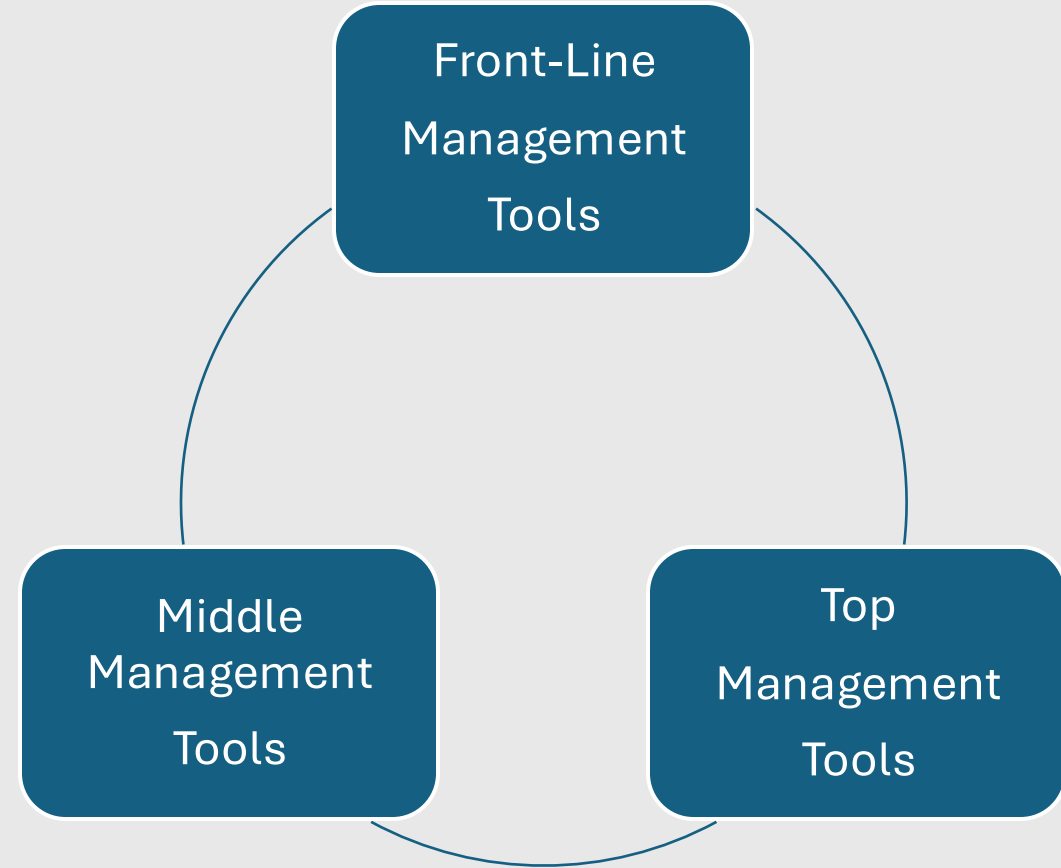 Front-Line
Management
Tools
Middle
Management
Tools
Top
Management
Tools